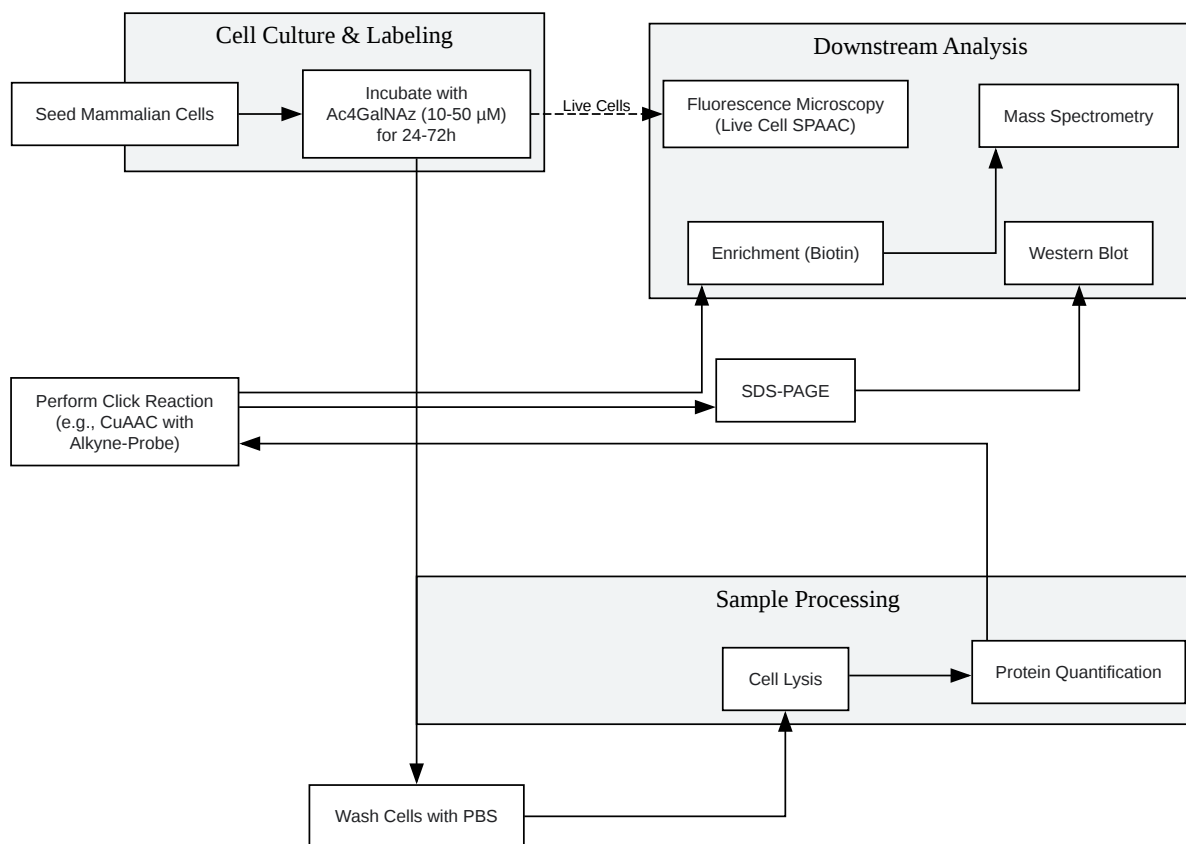 Cell Culture & Labeling
Seed Mammalian Cells
Incubate with
Ac4GalNAz (10-50 µM)
for 24-72h
Live Cells
Downstream Analysis
Fluorescence Microscopy
(Live Cell SPAAC)
Mass Spectrometry
Enrichment (Biotin)
Western Blot
Perform Click Reaction
(e.g., CuAAC with
Alkyne-Probe)
SDS-PAGE
Sample Processing
Cell Lysis
Protein Quantification
Wash Cells with PBS